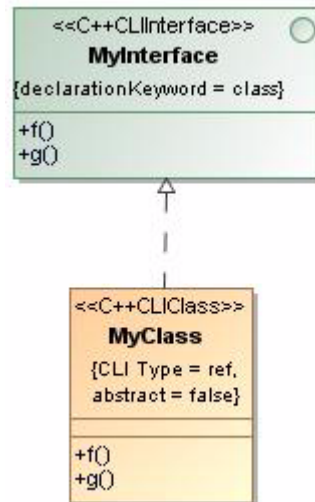 <<C++CLIInterface>>
MyInterface
{declarationKeyword = class}
+f()
+g()
<<C++CLIClass>>
MyClass
{CLI Type = ref,
abstract = false}
+f()
+g()